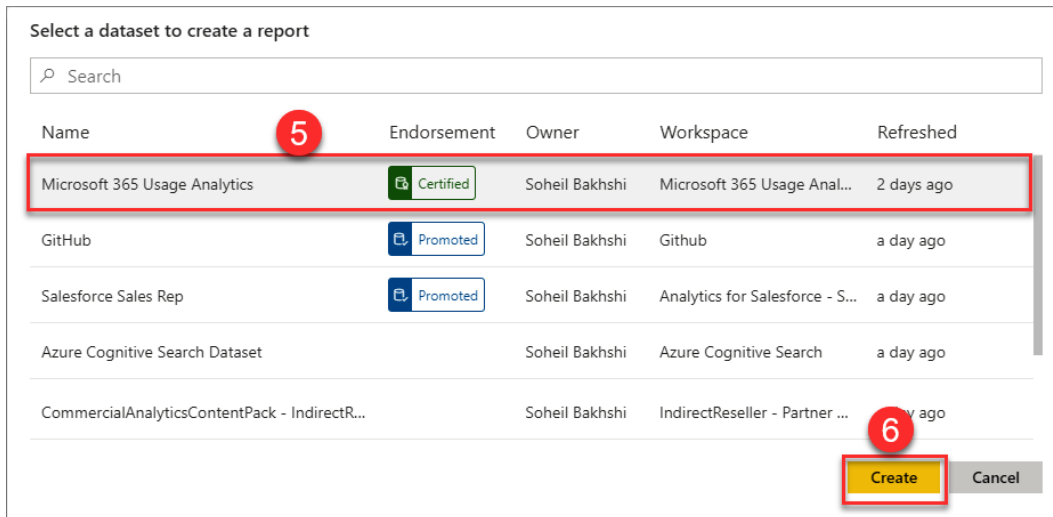 Select a dataset to create a report
Search
Name 5 Endorsement Owner Workspace Refreshed
Microsoft 365 Usage Analytics Certified Soheil Bakhshi Microsoft 365 Usage Anal... 2 days ago
GitHub Promoted Soheil Bakhshi Github a day ago
Salesforce Sales Rep Promoted Soheil Bakhshi Analytics for Salesforce - S... a day ago
Azure Cognitive Search Dataset Soheil Bakhshi Azure Cognitive Search a day ago
CommercialAnalyticsContentPack - IndirectR... Soheil Bakhshi IndirectReseller - Partner ... ago
6
Create Cancel